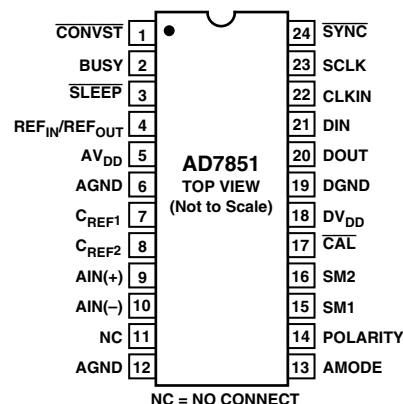 CONVST 1
BUSY 2
SLEEP 3
REFIN/REFOUT 4
AVDD 5
AGND 6
CREF1 7
CREF2 8
AIN(+) 9
AIN(–) 10
NC 11
AGND 12
AD7851
TOP VIEW
(Not to Scale)
24 SYNC
23 SCLK
22 CLKIN
21 DIN
20 DOUT
19 DGND
18 DVDD
17 CAL
16 SM2
15 SM1
14 POLARITY
13 AMODE
NC = NO CONNECT